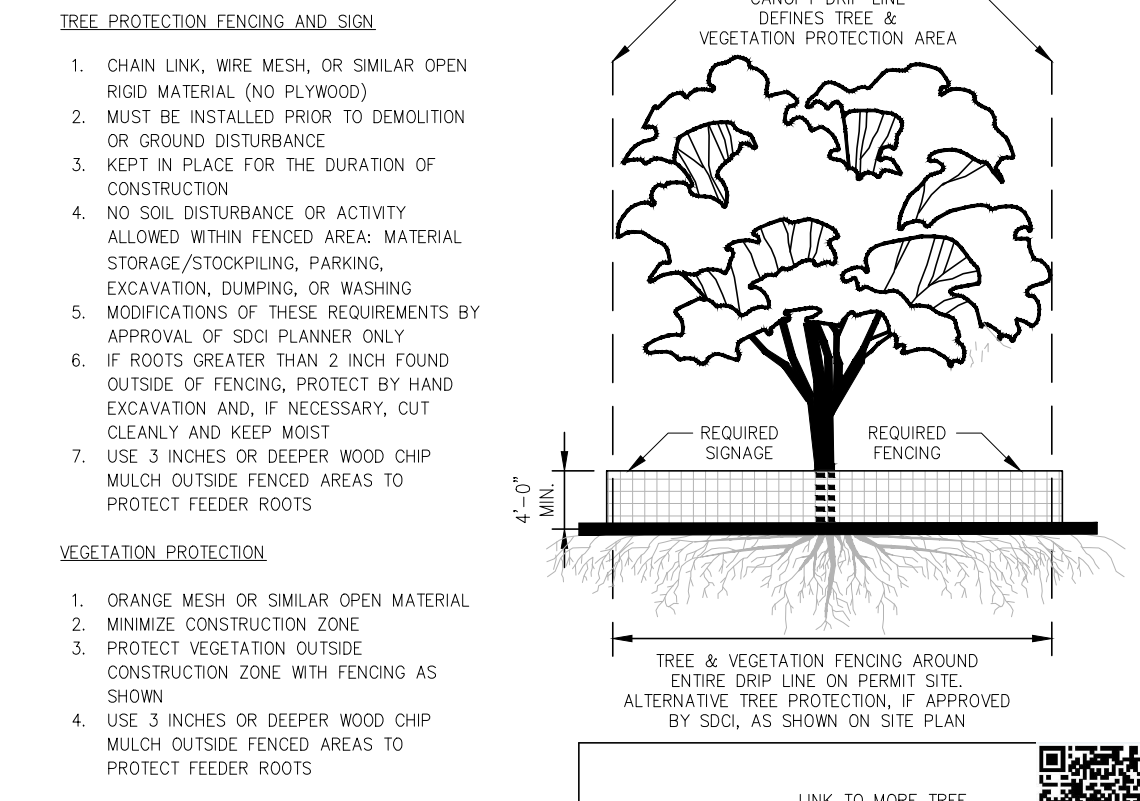 TREE PROTECTION FENCING AND SIGN
1. CHAIN LINK, WIRE MESH, OR SIMILAR OPEN
RIGID MATERIAL (NO PLYWOOD)
2. MUST BE INSTALLED PRIOR TO DEMOLITION
OR GROUND DISTURBANCE
3. KEPT IN PLACE FOR THE DURATION OF
CONSTRUCTION
4. NO SOIL DISTURBANCE OR ACTIVITY
ALLOWED WITHIN FENCED AREA: MATERIAL
STORAGE/STOCKPILING, PARKING,
EXCAVATION, DUMPING, OR WASHING
5. MODIFICATIONS OF THESE REQUIREMENTS BY
APPROVAL OF SDCI PLANNER ONLY
6. IF ROOTS GREATER THAN 2 INCH FOUND
OUTSIDE OF FENCING, PROTECT BY HAND
EXCAVATION AND, IF NECESSARY, CUT
CLEANLY AND KEEP MOIST
7. USE 3 INCHES OR DEEPER WOOD CHIP
MULCH OUTSIDE FENCED AREAS TO
PROTECT FEEDER ROOTS
VEGETATION PROTECTION
1. ORANGE MESH OR SIMILAR OPEN MATERIAL
2. MINIMIZE CONSTRUCTION ZONE
3. PROTECT VEGETATION OUTSIDE
CONSTRUCTION ZONE WITH FENCING AS
SHOWN
4. USE 3 INCHES OR DEEPER WOOD CHIP
MULCH OUTSIDE FENCED AREAS TO
PROTECT FEEDER ROOTS
CANOPY DRIP LINE
DEFINES TREE &
VEGETATION PROTECTION AREA
REQUIRED
SIGNAGE
REQUIRED
FENCING
4'-0"
MIN.
TREE & VEGETATION FENCING AROUND
ENTIRE DRIP LINE ON PERMIT SITE.
ALTERNATIVE TREE PROTECTION, IF APPROVED
BY SDCI, AS SHOWN ON SITE PLAN
LINK TO MORE TREE